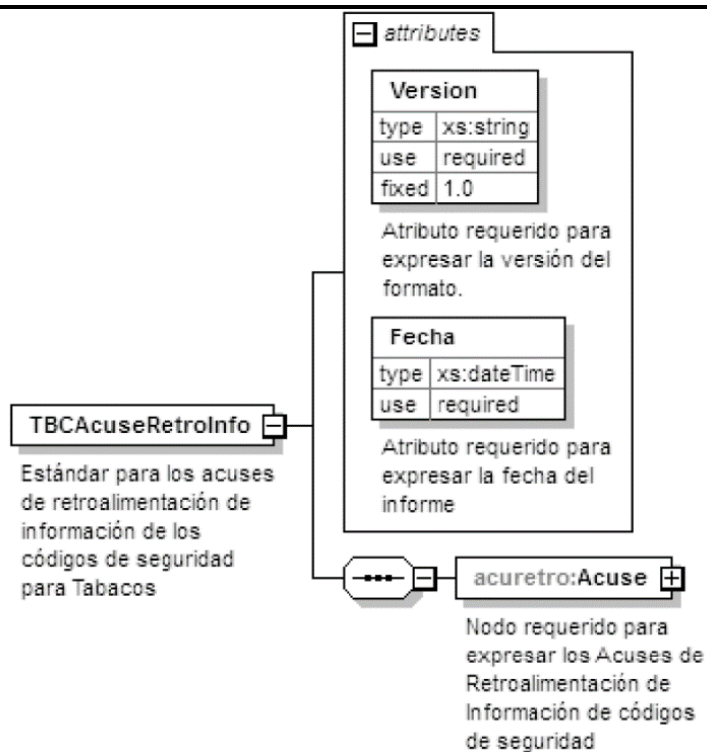 attributes
Version
type xs:string
use required
fixed 1.0
Atributo requerido para
expresar la versión del
formato.
Fecha
type xs:dateTime
use required
Atributo requerido para
expresar la fecha del
informe
TBCAcuseRetroInfo
Estándar para los acuses
de retroalimentación de
información de los
códigos de seguridad
para Tabacos
acuretro:Acuse
Nodo requerido para
expresar los Acuses de
Retroalimentación de
Información de códigos
de seguridad